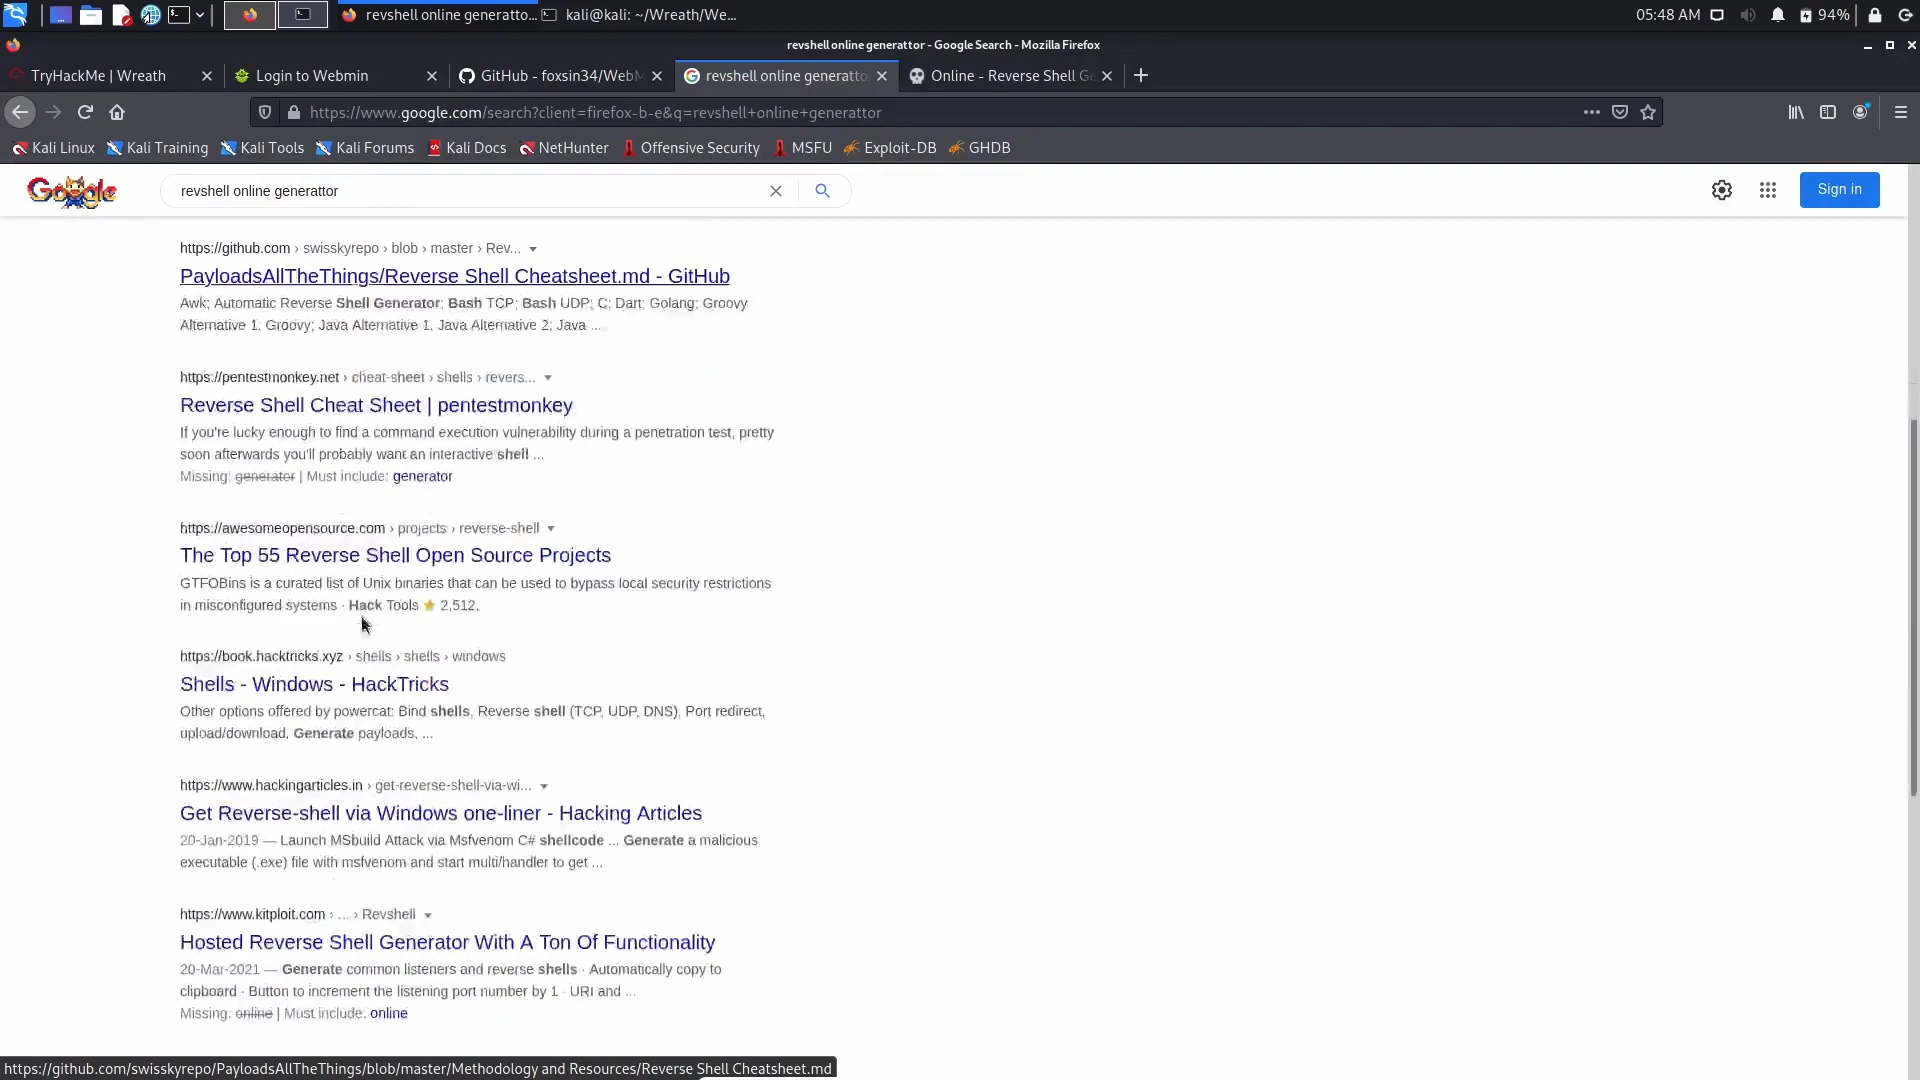 revshell online generatto...
kali@kali: ~/Wreath/We...
05:48 AM
94%
revshell online generattor - Google Search - Mozilla Firefox
TryHackMe | Wreath
Login to Webmin
GitHub - foxsin34/WebM
revshell online generatto
Online - Reverse Shell Ge
https://www.google.com/search?client=firefox-b-e&q=revshell+online+generattor
Kali Linux
Kali Training
Kali Tools
Kali Forums
Kali Docs
NetHunter
Offensive Security
MSFU
Exploit-DB
GHDB
Google
revshell online generattor
Sign in
https://github.com › swisskyrepo › blob › master › Rev...
PayloadsAllTheThings/Reverse Shell Cheatsheet.md - GitHub
Awk; Automatic Reverse Shell Generator; Bash TCP; Bash UDP; C; Dart; Golang; Groovy
Alternative 1, Groovy; Java Alternative 1, Java Alternative 2; Java ...
https://pentestmonkey.net › cheat-sheet › shells › revers...
Reverse Shell Cheat Sheet | pentestmonkey
If you're lucky enough to find a command execution vulnerability during a penetration test, pretty
soon afterwards you'll probably want an interactive shell ...
Missing: generator | Must include: generator
https://awesomeopensource.com › projects › reverse-shell
The Top 55 Reverse Shell Open Source Projects
GTFOBins is a curated list of Unix binaries that can be used to bypass local security restrictions
in misconfigured systems · Hack Tools ⭐ 2,512.
https://book.hacktricks.xyz › shells › shells › windows
Shells - Windows - HackTricks
Other options offered by powercat: Bind shells, Reverse shell (TCP, UDP, DNS), Port redirect,
upload/download, Generate payloads, ...
https://www.hackingarticles.in › get-reverse-shell-via-wi...
Get Reverse-shell via Windows one-liner - Hacking Articles
20-Jan-2019 — Launch MSbuild Attack via Msfvenom C# shellcode ... Generate a malicious
executable (.exe) file with msfvenom and start multi/handler to get ...
https://www.kitploit.com › ... › Revshell
Hosted Reverse Shell Generator With A Ton Of Functionality
20-Mar-2021 — Generate common listeners and reverse shells · Automatically copy to
clipboard · Button to increment the listening port number by 1 · URI and ...
Missing: online | Must include: online
https://github.com/swisskyrepo/PayloadsAllTheThings/blob/master/Methodology and Resources/Reverse Shell Cheatsheet.md